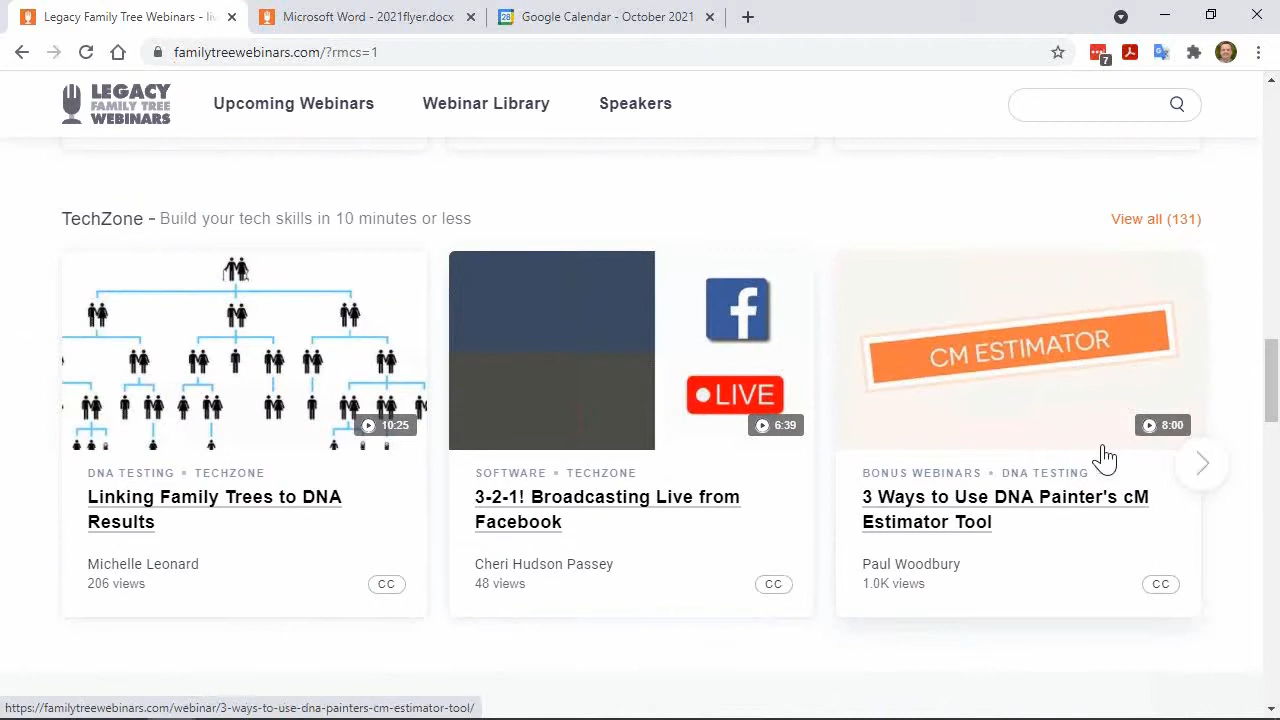 Legacy Family Tree Webinars - liv
Microsoft Word - 2021flyer.docx
28
Google Calendar - October 2021
familytreewebinars.com/?rmcs=1
7
LEGACY
FAMILY TREE
WEBINARS
Upcoming Webinars
Webinar Library
Speakers
TechZone - Build your tech skills in 10 minutes or less
View all (131)
10:25
DNA TESTING TECHZONE
Linking Family Trees to DNA
Results
Michelle Leonard
206 views
CC
f
LIVE
6:39
SOFTWARE TECHZONE
3-2-1! Broadcasting Live from
Facebook
Cheri Hudson Passey
48 views
CC
CM ESTIMATOR
8:00
BONUS WEBINARS DNA TESTING
3 Ways to Use DNA Painter's cM
Estimator Tool
Paul Woodbury
1.0K views
CC
https://familytreewebinars.com/webinar/3-ways-to-use-dna-painters-cm-estimator-tool/